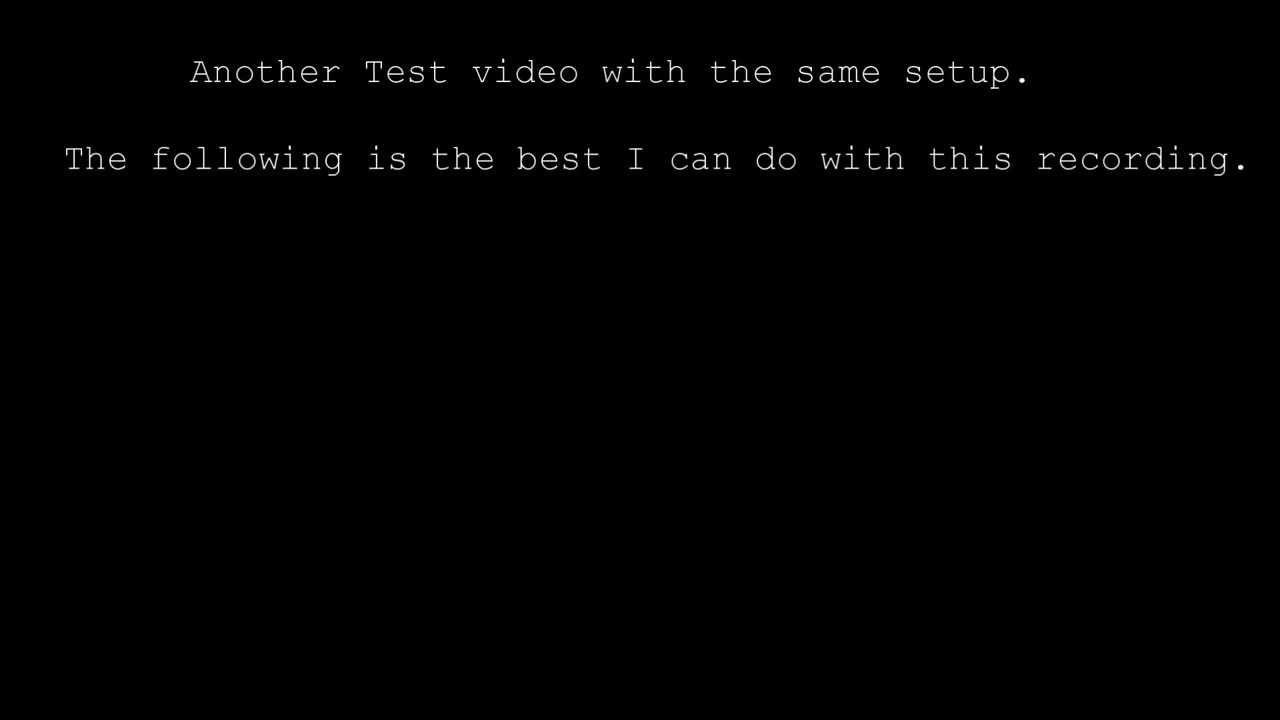 Another Test video with the same setup.
The following is the best I can do with this recording.